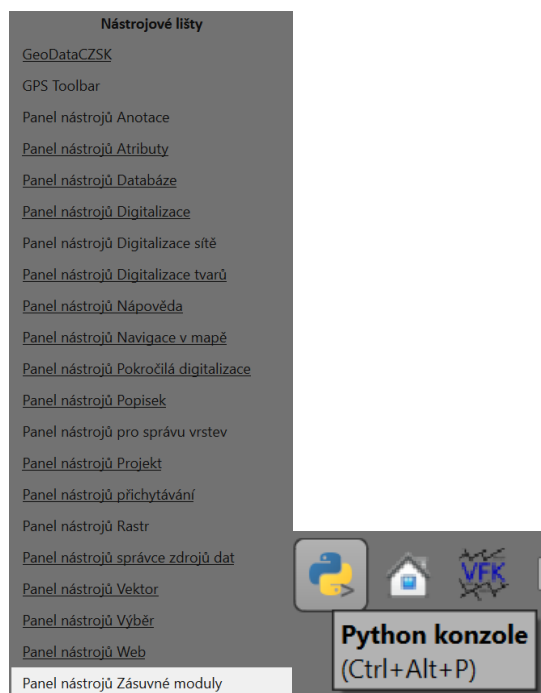 Nástrojové lišty
GeoDataCZSK
GPS Toolbar
Panel nástrojů Anotace
Panel nástrojů Atributy
Panel nástrojů Databáze
Panel nástrojů Digitalizace
Panel nástrojů Digitalizace sítě
Panel nástrojů Digitalizace tvarů
Panel nástrojů Nápověda
Panel nástrojů Navigace v mapě
Panel nástrojů Pokročilá digitalizace
Panel nástrojů Popisek
Panel nástrojů pro správu vrstev
Panel nástrojů Projekt
Panel nástrojů přichytávání
Panel nástrojů Rastr
Panel nástrojů správce zdrojů dat
Panel nástrojů Vektor
Panel nástrojů Výběr
Panel nástrojů Web
Panel nástrojů Zásuvné moduly
VFK
Python konzole
(Ctrl+Alt+P)